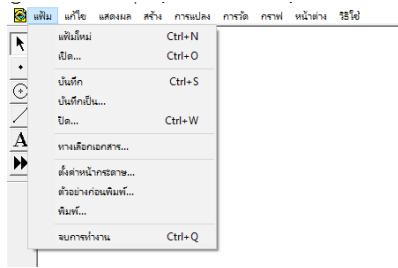 แฟ้ม แก้ไข แสดงผล สร้าง การแปลง การวัด กราฟ หน้าต่าง วิธีใช้
แฟ้มใหม่ Ctrl+N
เปิด... Ctrl+O
บันทึก Ctrl+S
บันทึกเป็น...
ปิด... Ctrl+W
ทางเลือกเอกสาร...
ตั้งค่าหน้ากระดาษ...
ตัวอย่างก่อนพิมพ์...
พิมพ์...
จบการทำงาน Ctrl+Q
A